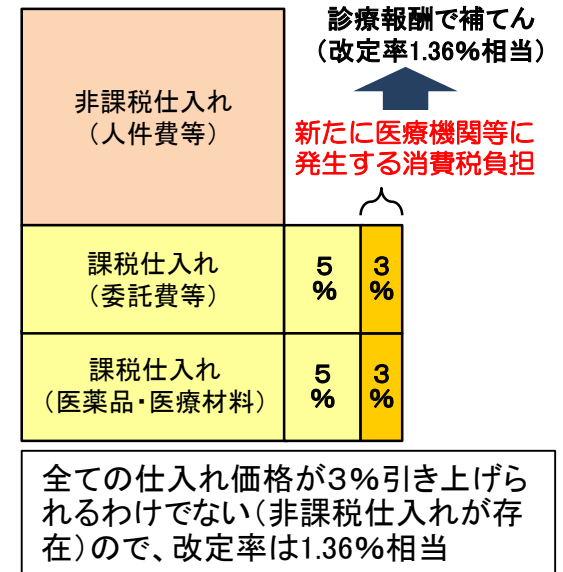 診療報酬で補てん
（改定率1.36%相当）
非課税仕入れ
（人件費等）
新たに医療機関等に
発生する消費税負担
課税仕入れ
（委託費等）
５
%
３
%
課税仕入れ
（医薬品・医療材料）
５
%
３
%
全ての仕入れ価格が３％引き上げら
れるわけでない（非課税仕入れが存
在）ので、改定率は1.36%相当